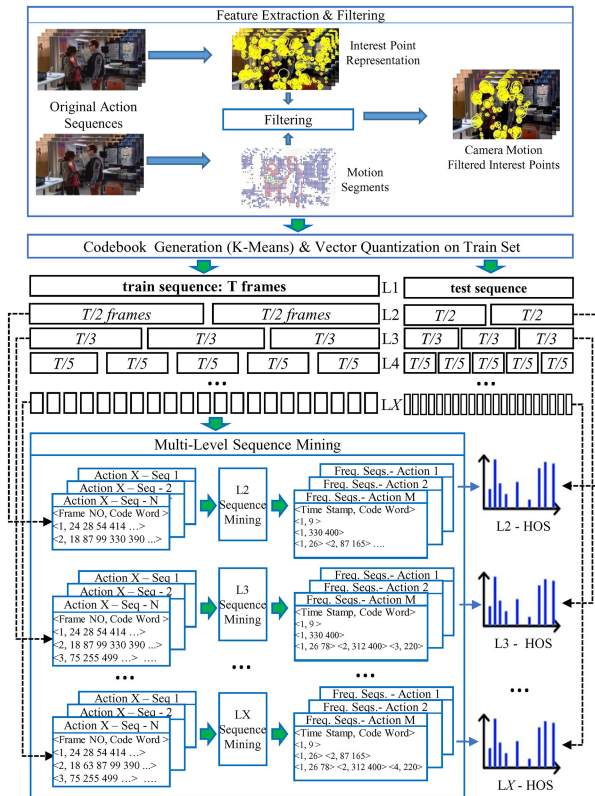 Feature Extraction & Filtering
Interest Point
Representation
Original Action
Sequences
Filtering
Camera Motion
Filtered Interest Points
Motion
Segments
Codebook Generation (K-Means) & Vector Quantization on Train Set
train sequence: T frames
L1
test sequence
T/2 frames
T/2 frames
L2
T/2
T/2
T/3
T/3
T/3
L3
T/3
T/3
T/3
T/5
T/5
T/5
T/5
T/5
L4
T/5
T/5
T/5
T/5
T/5
...
...
LX
Multi-Level Sequence Mining
Action X – Seq 1
Action X – Seq - 2
Action X – Seq - N
<Frame NO, Code Word >
<1, 24 28 54 414 …>
<2, 18 87 99 330 390 ...>
L2
Sequence
Mining
Freq. Seqs.- Action 1
Freq. Seqs.- Action 2
Freq. Seqs.- Action M
<Time Stamp, Code Word>
<1, 9 >
<1, 330 400>
<1, 26> <2, 87 165> ….
L2 - HOS
Action X – Seq 1
Action X – Seq - 2
Action X – Seq - N
<Frame NO, Code Word >
<1, 24 28 54 414 …>
<2, 18 87 99 330 390 ...>
<3, 75 255 499 …> ….
L3
Sequence
Mining
Freq. Seqs.- Action 1
Freq. Seqs.- Action 2
Freq. Seqs.- Action M
<Time Stamp, Code Word>
<1, 9 >
<1, 330 400>
<1, 26 78> <2, 312 400> <3, 220>
L3 - HOS
...
...
...
...
Action X – Seq 1
Action X – Seq - 2
Action X – Seq - N
<Frame NO, Code Word >
<1, 24 28 54 414 …>
<2, 18 63 87 99 390 ...>
<3, 75 255 499 …> ….
LX
Sequence
Mining
Freq. Seqs. - Action 1
Freq. Seqs.- Action 2
Freq. Seqs.- Action M
<Time Stamp, Code Word>
<1, 9 >
<1, 26> <2, 87 165>
<1, 26 78> <2, 312 400> <4, 220>
LX - HOS